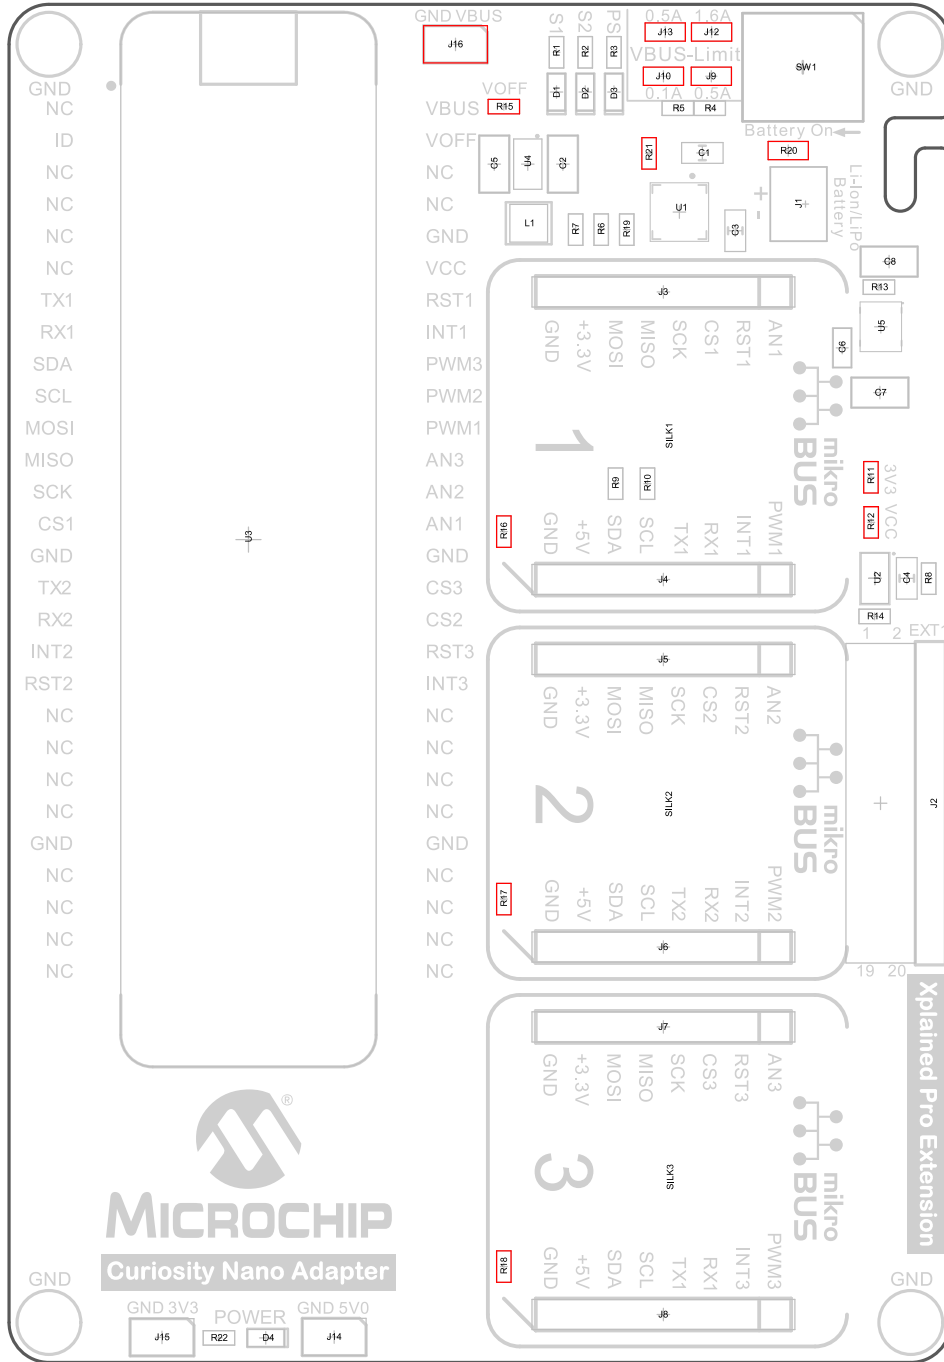 GND VBUS
J16
S1
S2
PS
R1
R2
R3
D1
D2
D3
0.5A 1.6A
J13
J12
VBUS-Limit
J10
J9
0.1A 0.5A
R5
R4
SW1
GND
GND
VOFF
R15
Battery On
R20
R21
C1
C5
U4
C2
U1
J1
+
-
Li-Ion/LiPo
Battery
L1
R7
R6
R19
C3
C8
R13
U5
C6
C7
NC
ID
NC
NC
NC
NC
TX1
RX1
SDA
SCL
MOSI
MISO
SCK
CS1
GND
TX2
RX2
INT2
RST2
NC
NC
NC
NC
GND
NC
NC
NC
NC
U3
VBUS
VOFF
NC
NC
GND
VCC
RST1
INT1
PWM3
PWM2
PWM1
AN3
AN2
AN1
GND
CS3
CS2
RST3
INT3
NC
NC
NC
NC
GND
NC
NC
NC
NC
J3
GND
+3.3V
MOSI
MISO
SCK
CS1
RST1
AN1
1
SILK1
mikro
BUS
R9
R10
R16
GND
+5V
SDA
SCL
TX1
RX1
INT1
PWM1
J4
R11
3V3
R12
VCC
U2
C4
R8
R14
1 2 EXT1
J5
GND
+3.3V
MOSI
MISO
SCK
CS2
RST2
AN2
2
SILK2
mikro
BUS
R17
GND
+5V
SDA
SCL
TX2
RX2
INT2
PWM2
J6
J2
19 20
Xplained Pro Extension
J7
GND
+3.3V
MOSI
MISO
SCK
CS3
RST3
AN3
3
SILK3
mikro
BUS
R18
GND
+5V
SDA
SCL
TX1
RX1
INT3
PWM3
J8
®
MICROCHIP
Curiosity Nano Adapter
GND
GND
GND 3V3
POWER
GND 5V0
J15
R22
D4
J14